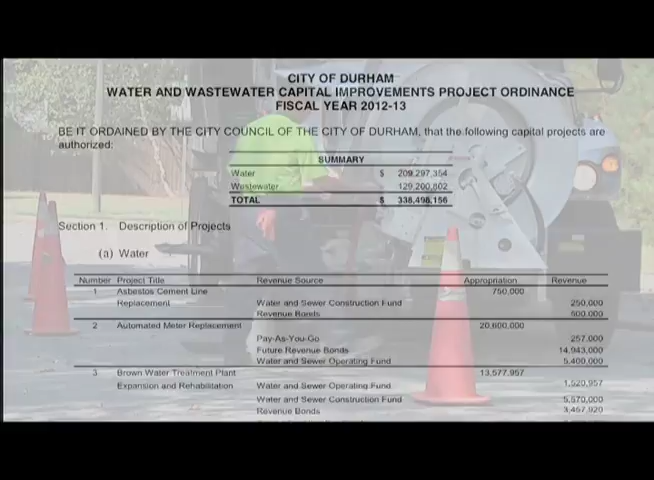 CITY OF DURHAM
WATER AND WASTEWATER CAPITAL IMPROVEMENTS PROJECT ORDINANCE
FISCAL YEAR 2012-13
BE IT ORDAINED BY THE CITY COUNCIL OF THE CITY OF DURHAM, that the following capital projects are
authorized:
SUMMARY
Water $ 209,297,354
Wastewater 129,200,802
TOTAL $ 338,498,156
Section 1. Description of Projects
(a) Water
Number Project Title Revenue Source Appropriation Revenue
1 Asbestos Cement Line 750,000
Replacement Water and Sewer Construction Fund 250,000
Revenue Bonds 500,000
2 Automated Meter Replacement 20,600,000
Pay-As-You-Go 257,000
Future Revenue Bonds 14,943,000
Water and Sewer Operating Fund 5,400,000
3 Brown Water Treatment Plant 13,577,957
Expansion and Rehabilitation Water and Sewer Operating Fund 1,520,957
Water and Sewer Construction Fund 5,570,000
Revenue Bonds 3,457,920